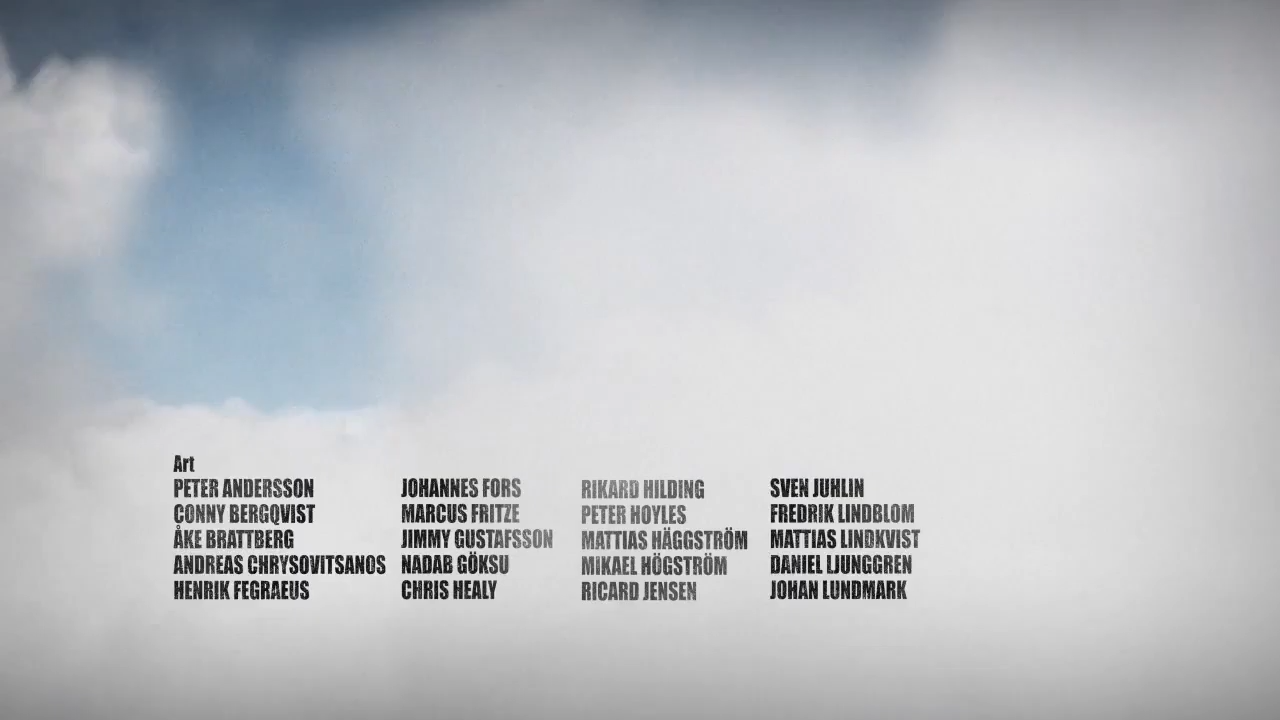 Art
PETER ANDERSSON
CONNY BERGQVIST
ÅKE BRATTBERG
ANDREAS CHRYSOVITSANOS
HENRIK FEGRAEUS
JOHANNES FORS
MARCUS FRITZE
JIMMY GUSTAFSSON
NADAB GÖKSU
CHRIS HEALY
RIKARD HILDING
PETER HOYLES
MATTIAS HÄGGSTRÖM
MIKAEL HÖGSTRÖM
RICARD JENSEN
SVEN JUHLIN
FREDRIK LINDBLOM
MATTIAS LINDKVIST
DANIEL LJUNGGREN
JOHAN LUNDMARK